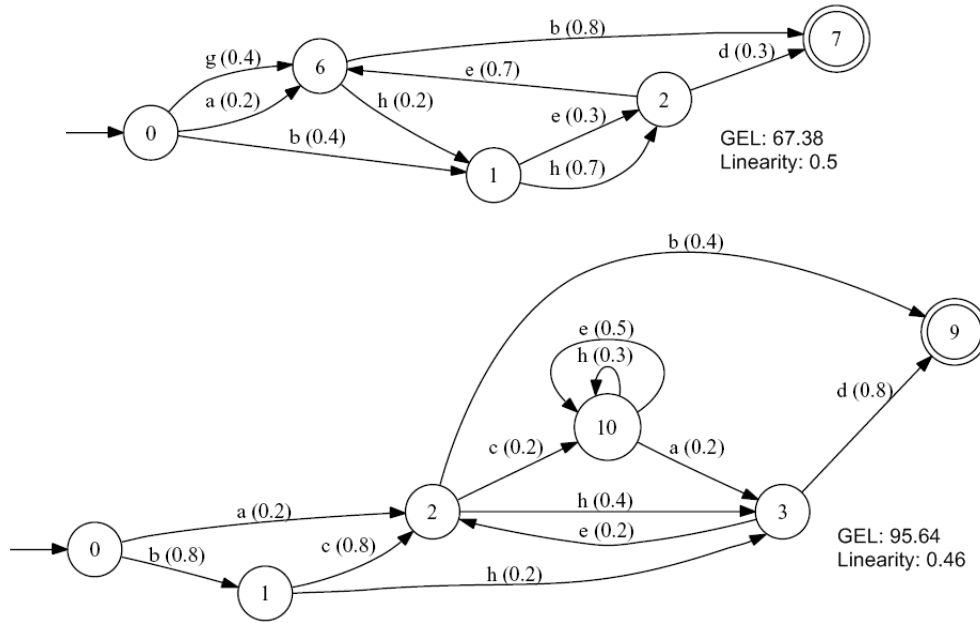 b (0.8)
7
g (0.4)
6
d (0.3)
e (0.7)
a (0.2)
h (0.2)
2
0
e (0.3)
b (0.4)
GEL: 67.38
Linearity: 0.5
h (0.7)
1
b (0.4)
e (0.5)
9
h (0.3)
d (0.8)
10
c (0.2)
a (0.2)
h (0.4)
2
3
a (0.2)
e (0.2)
GEL: 95.64
Linearity: 0.46
0
b (0.8)
c (0.8)
h (0.2)
1